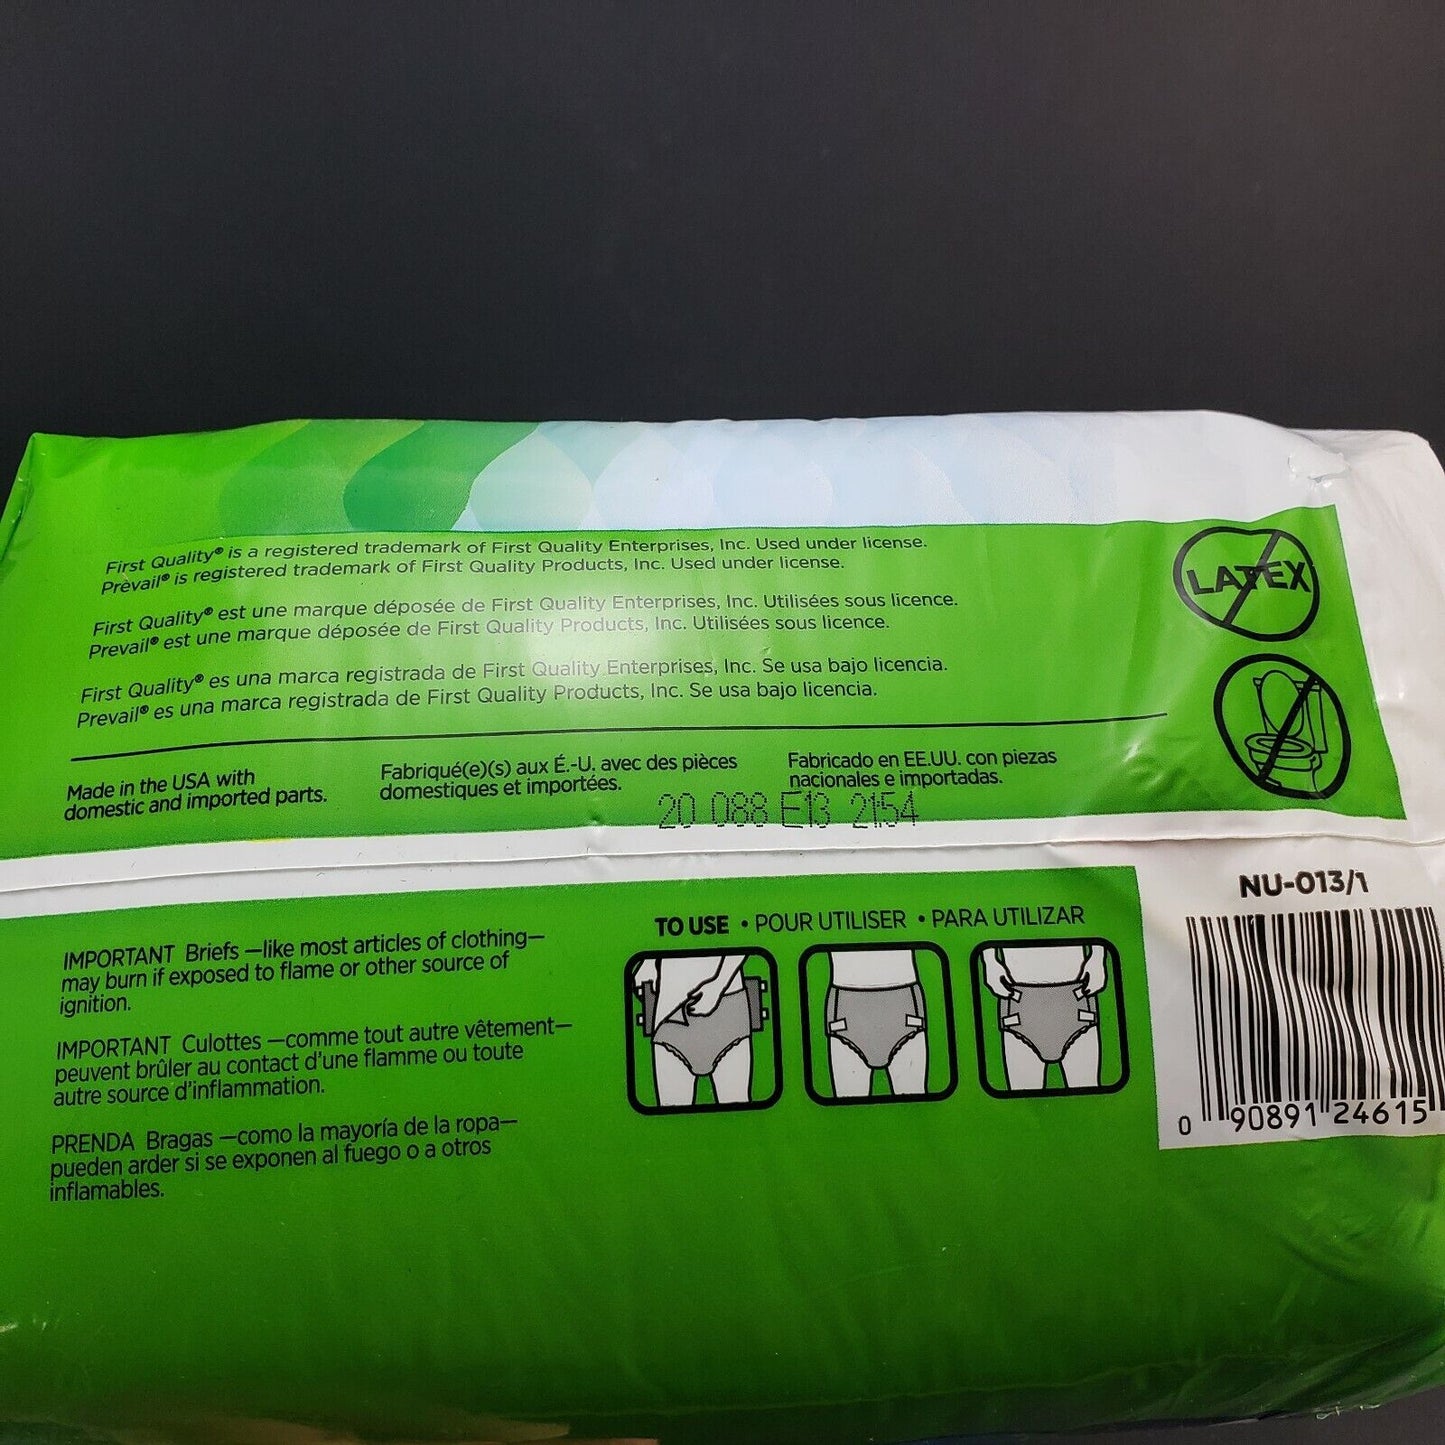 First Quality® is a registered trademark of First Quality Enterprises, Inc. Used under license.
Prevail® is registered trademark of First Quality Products, Inc. Used under license.
First Quality® est une marque déposée de First Quality Enterprises, Inc. Utilisées sous licence.
Prevail® est une marque déposée de First Quality Products, Inc. Utilisées sous licence.
First Quality® es una marca registrada de First Quality Enterprises, Inc. Se usa bajo licencia.
Prevail® es una marca registrada de First Quality Products, Inc. Se usa bajo licencia.
LATEX
Made in the USA with
domestic and imported parts.
Fabriqué(e)(s) aux É.-U. avec des pièces
domestiques et importées.
Fabricado en EE.UU. con piezas
nacionales e importadas.
20 088 E13 21:54
IMPORTANT Briefs —like most articles of clothing—
may burn if exposed to flame or other source of
ignition.
IMPORTANT Culottes —comme tout autre vêtement—
peuvent brûler au contact d'une flamme ou toute
autre source d'inflammation.
PRENDA Bragas —como la mayoría de la ropa—
pueden arder si se exponen al fuego o a otros
inflamables.
TO USE • POUR UTILISER • PARA UTILIZAR
NU-013/1
0 90891 24615